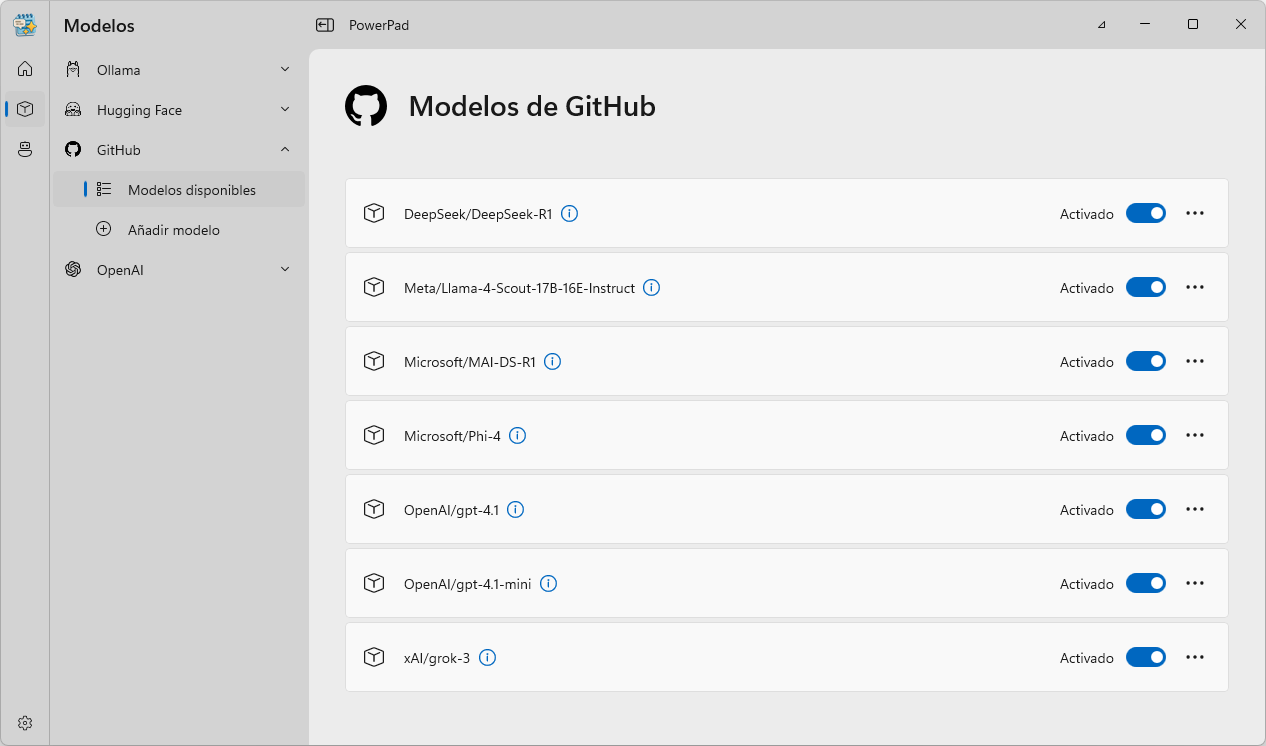 Modelos
PowerPad
Ollama
Hugging Face
GitHub
Modelos disponibles
Añadir modelo
OpenAI
Modelos de GitHub
DeepSeek/DeepSeek-R1 Activado
Meta/Llama-4-Scout-17B-16E-Instruct Activado
Microsoft/MAI-DS-R1 Activado
Microsoft/Phi-4 Activado
OpenAI/gpt-4.1 Activado
OpenAI/gpt-4.1-mini Activado
xAI/grok-3 Activado